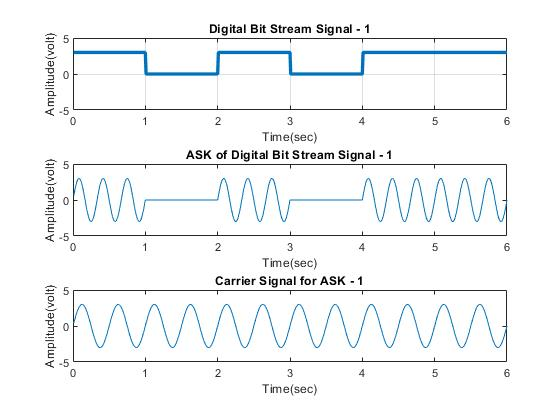 Digital Bit Stream Signal - 1
Amplitude(volt)
5
0
-5
0 1 2 3 4 5 6
Time(sec)
ASK of Digital Bit Stream Signal - 1
Amplitude(volt)
5
0
-5
0 1 2 3 4 5 6
Time(sec)
Carrier Signal for ASK - 1
Amplitude(volt)
5
0
-5
0 1 2 3 4 5 6
Time(sec)